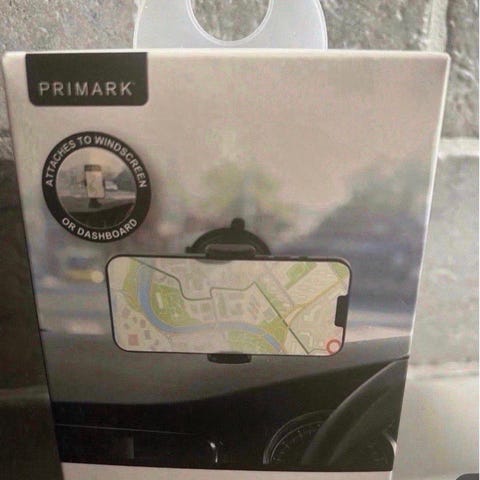 PRIMARK
ATTACHES TO WINDSCREEN
OR DASHBOARD